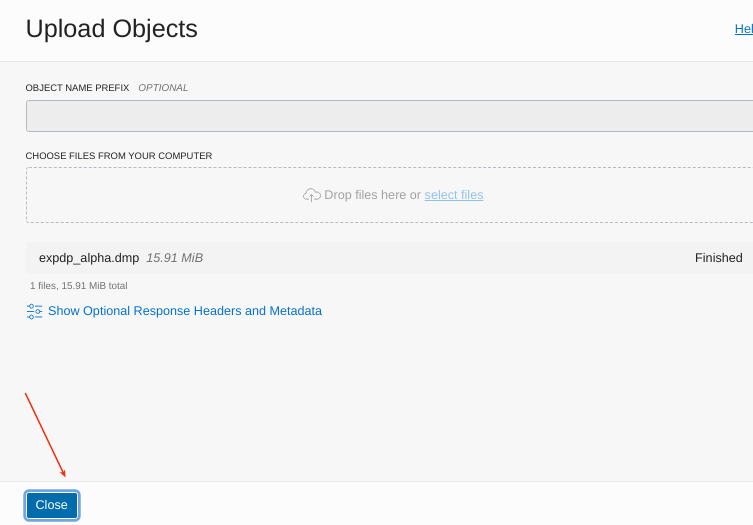 Upload Objects
Hel
OBJECT NAME PREFIX OPTIONAL
CHOOSE FILES FROM YOUR COMPUTER
Drop files here or select files
expdp_alpha.dmp 15.91 MiB Finished
1 files, 15.91 MiB total
Show Optional Response Headers and Metadata
Close